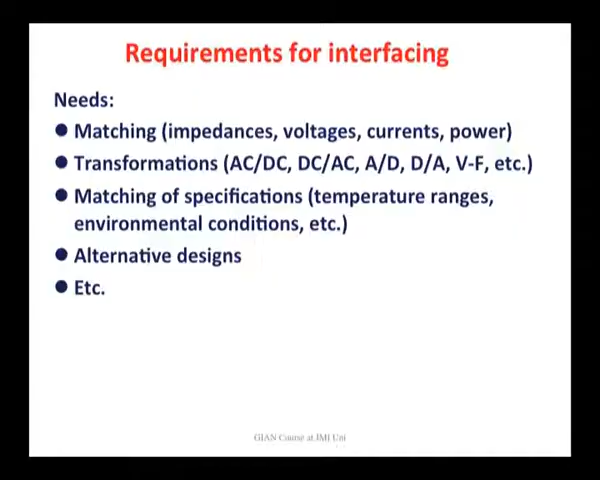 Requirements for interfacing
Needs:
● Matching (impedances, voltages, currents, power)
● Transformations (AC/DC, DC/AC, A/D, D/A, V-F, etc.)
● Matching of specifications (temperature ranges,
environmental conditions, etc.)
● Alternative designs
● Etc.
GIAN Course at JMI Uni